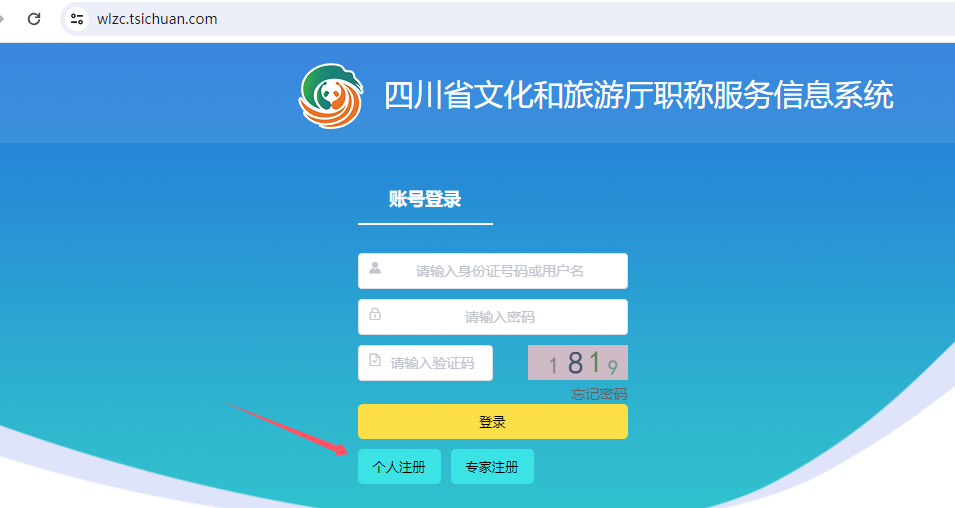 wlzc.tsichuan.com
四川省文化和旅游厅职称服务信息系统
账号登录
请输入身份证号码或用户名
请输入密码
请输入验证码
1819
忘记密码
登录
个人注册 专家注册